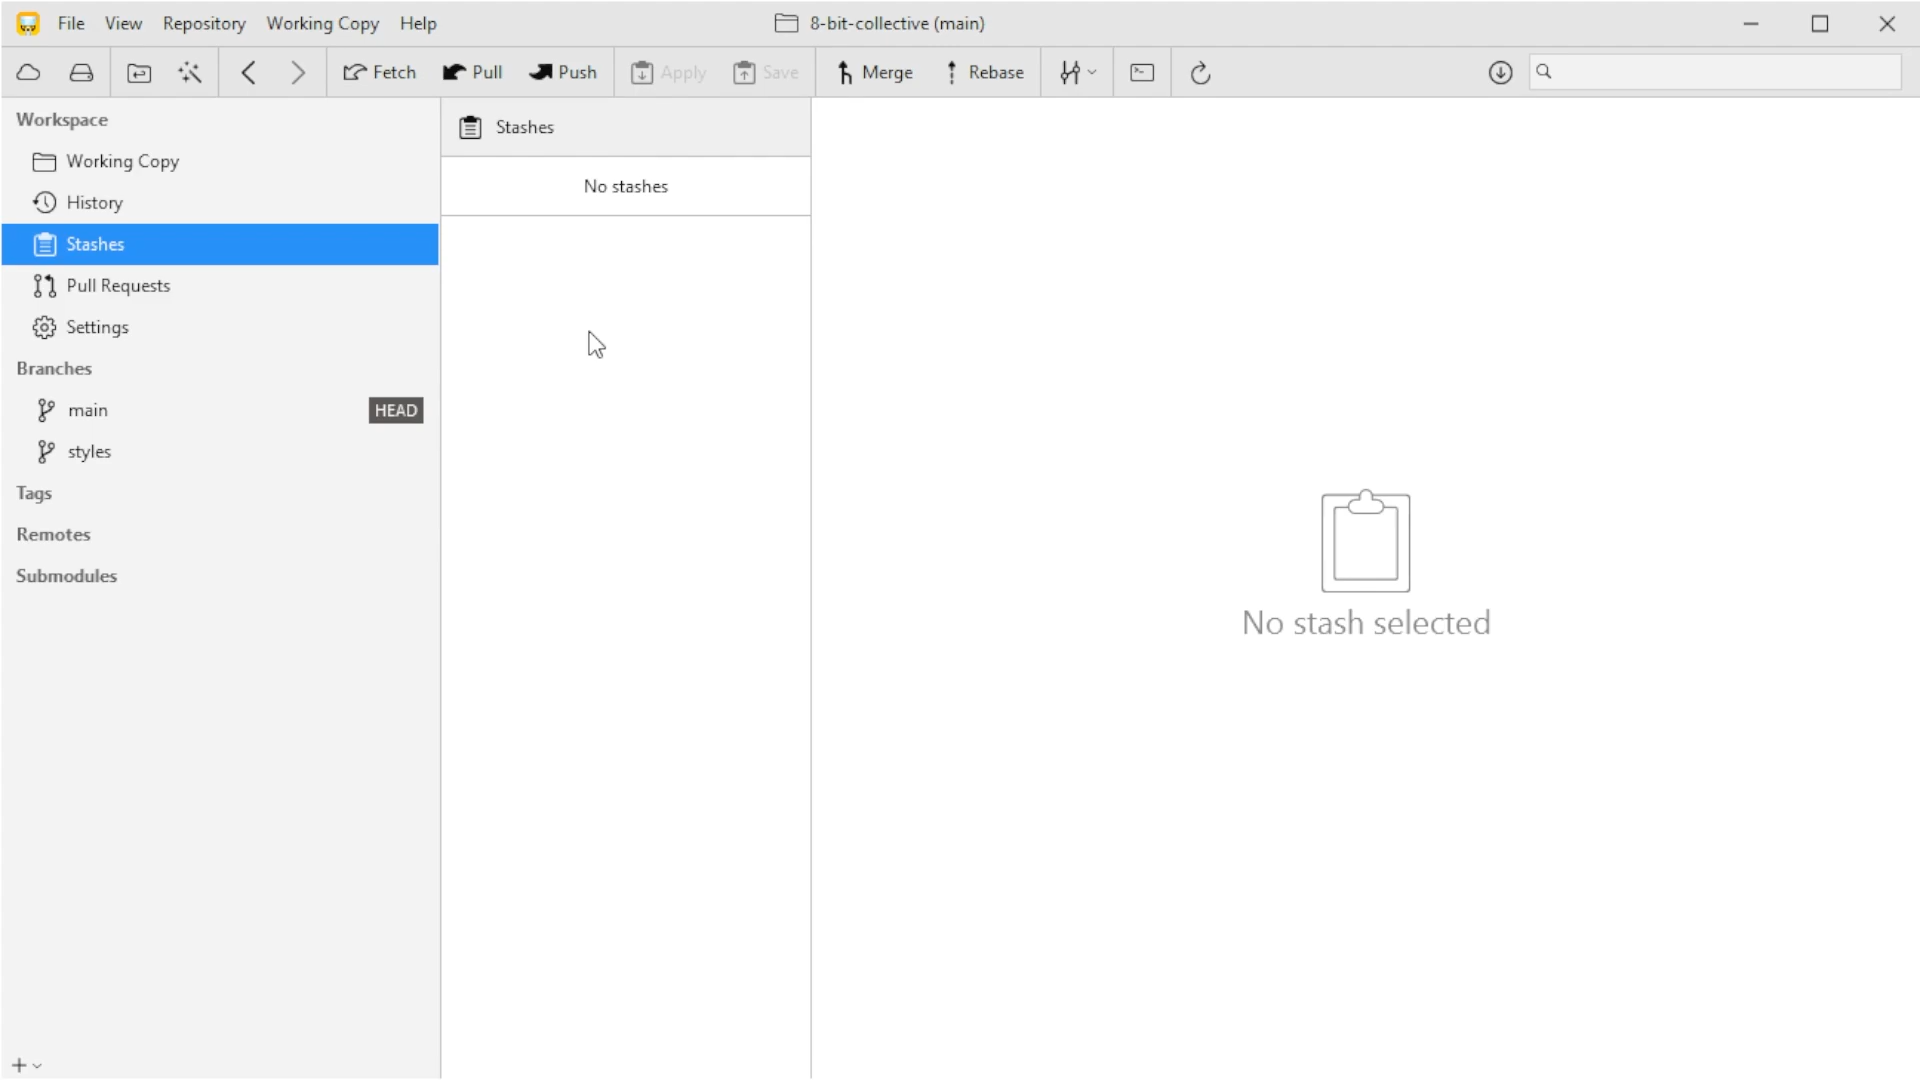 File View Repository Working Copy Help 8-bit-collective (main)
Fetch Pull Push Apply Save Merge Rebase
Workspace
Working Copy
History
Stashes
Pull Requests
Settings
Branches
main HEAD
styles
Tags
Remotes
Submodules
Stashes
No stashes
No stash selected